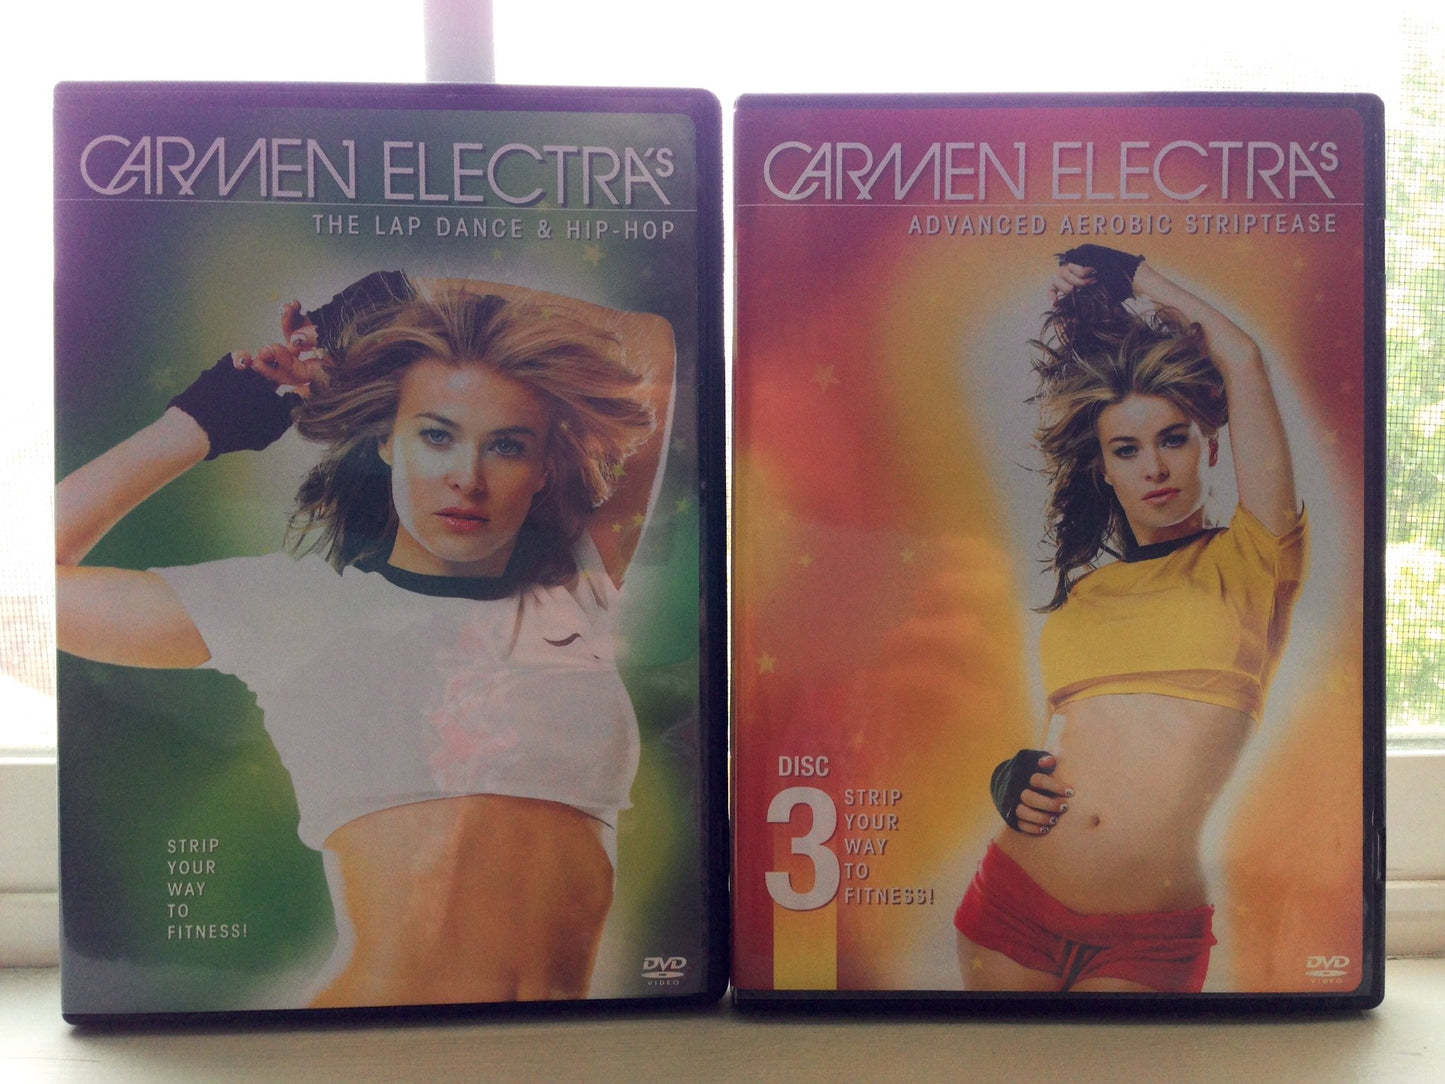 CARMEN ELECTRA'S
THE LAP DANCE & HIP-HOP
STRIP
YOUR
WAY
TO
FITNESS!
DVD
VIDEO
CARMEN ELECTRA'S
ADVANCED AEROBIC STRIPTEASE
DISC
3
STRIP
YOUR
WAY
TO
FITNESS!
DVD
VIDEO